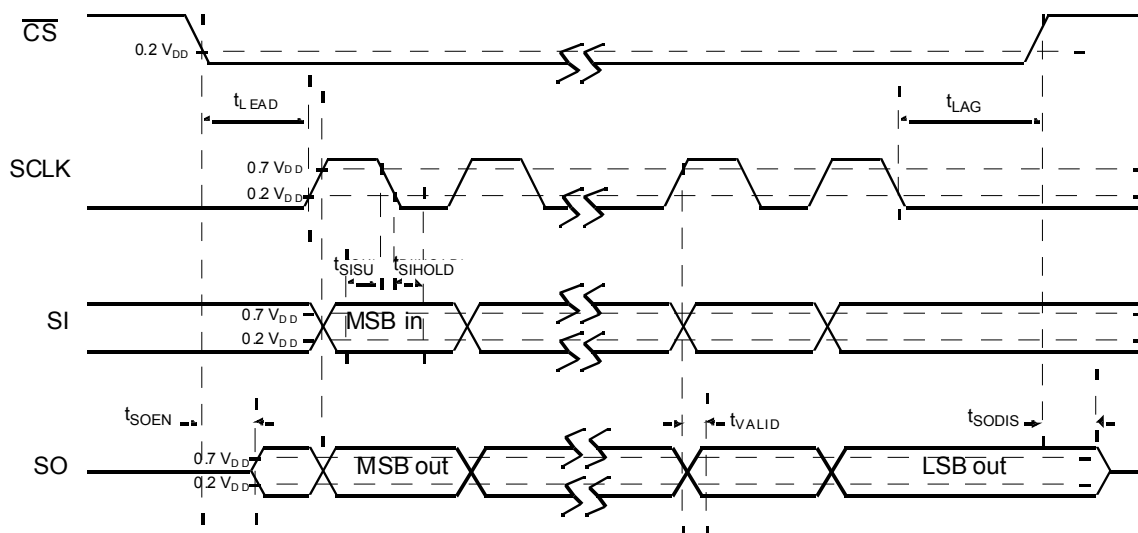 CS
0.2 VDD
tLEAD
tLAG
SCLK
0.7 VDD
0.2 VDD
tSISU
tSIHOLD
SI
0.7 VDD
0.2 VDD
MSB in
tSOEN
tVALID
tSODIS
SO
0.7 VDD
0.2 VDD
MSB out
LSB out